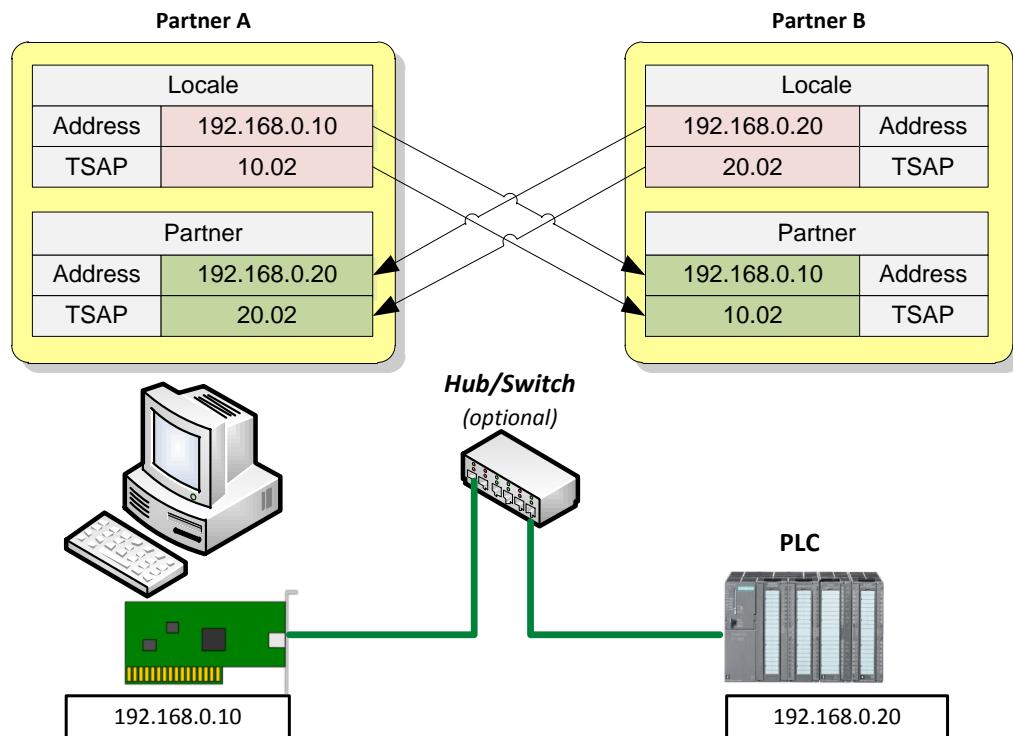 Partner A
Partner B
Locale
Address 192.168.0.10
TSAP 10.02
Partner
Address 192.168.0.20
TSAP 20.02
Locale
192.168.0.20 Address
20.02 TSAP
Partner
192.168.0.10 Address
10.02 TSAP
Hub/Switch
(optional)
PLC
192.168.0.10
192.168.0.20